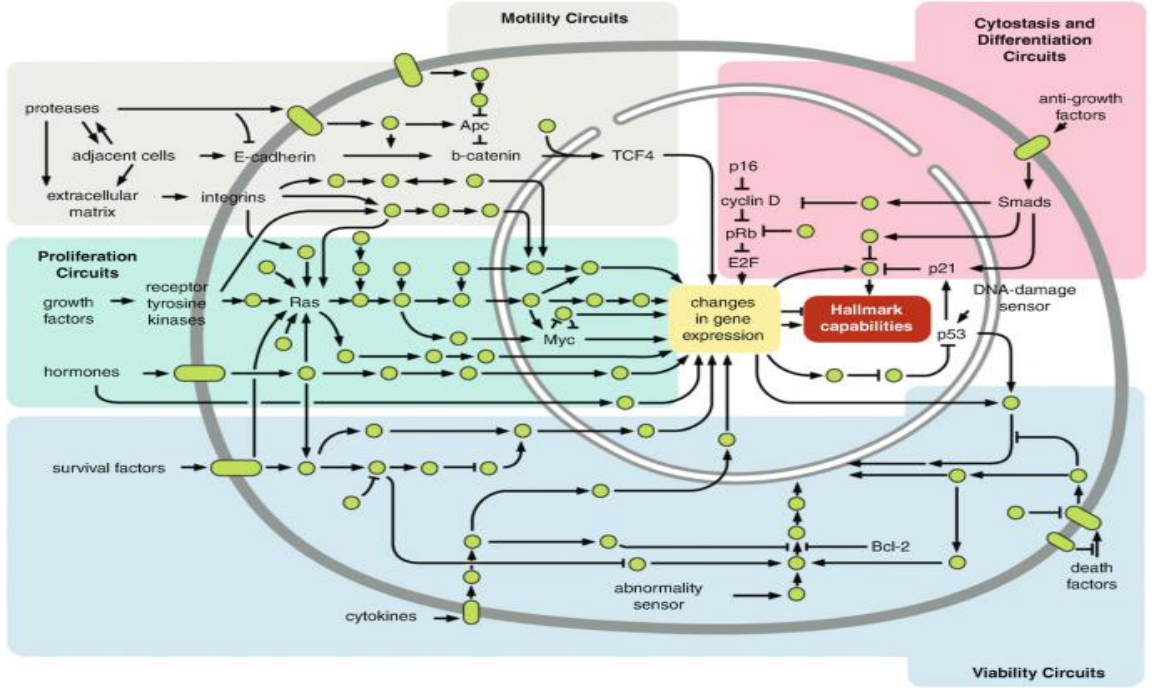 Motility Circuits
Cytostasis and
Differentiation
Circuits
proteases
anti-growth
factors
Apc
adjacent cells
E-cadherin
b-catenin
TCF4
p16
extracellular
matrix
integrins
cyclin D
Smads
pRb
E2F
Proliferation
Circuits
p21
growth
factors
receptor
tyrosine
kinases
Ras
DNA-damage
sensor
changes
in gene
expression
Hallmark
capabilities
Myc
p53
hormones
survival factors
Bcl-2
abnormality
sensor
death
factors
cytokines
Viability Circuits